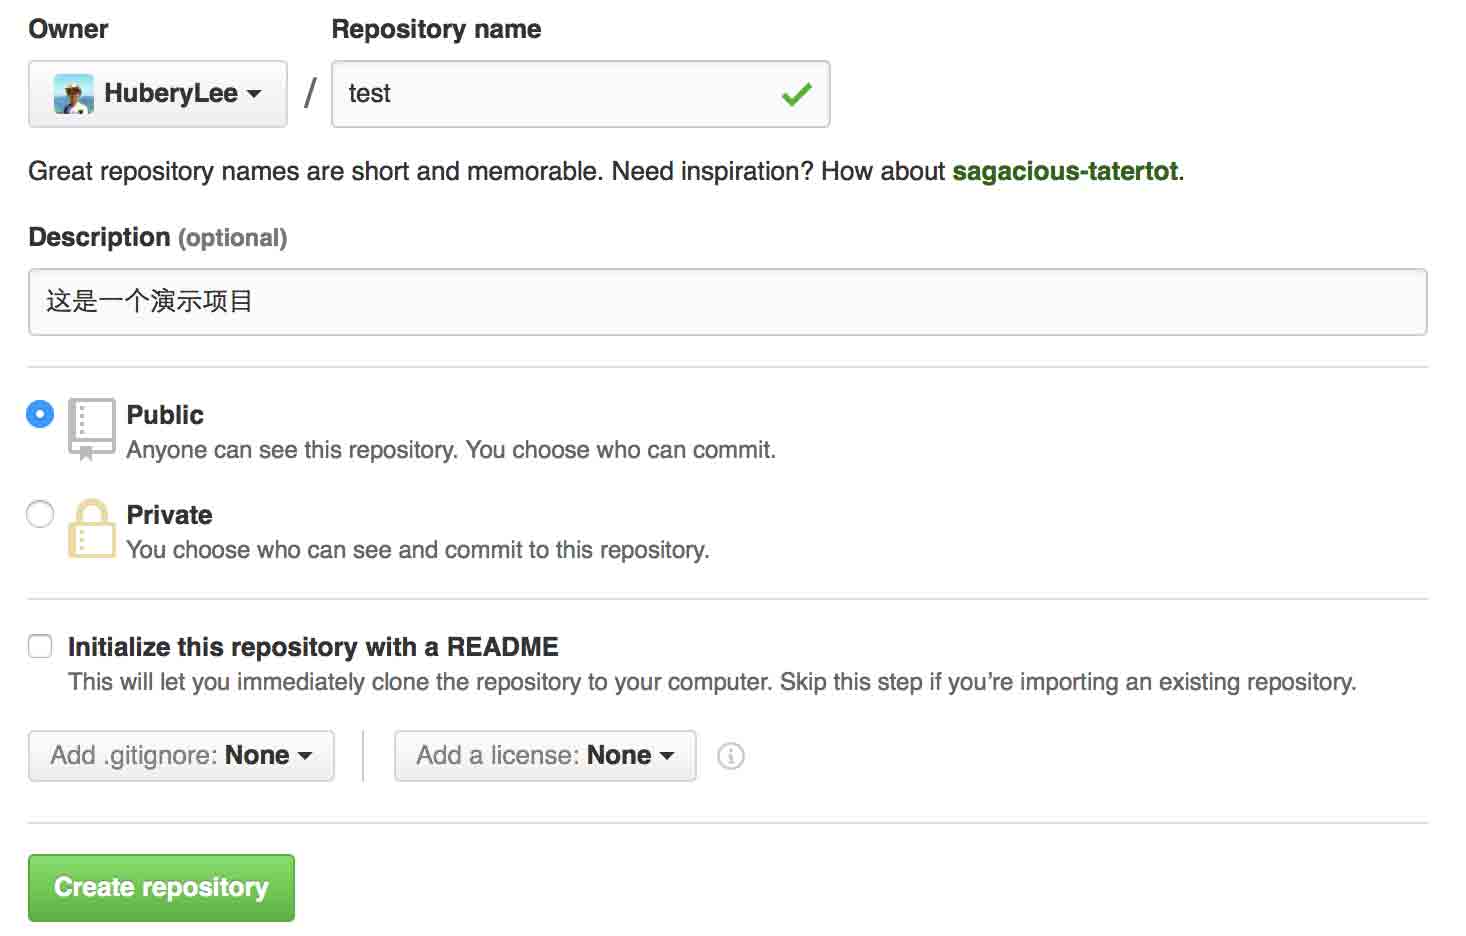 Owner
Repository name
HuberyLee / test
Great repository names are short and memorable. Need inspiration? How about sagacious-tatertot.
Description (optional)
这是一个演示项目
Public
Anyone can see this repository. You choose who can commit.
Private
You choose who can see and commit to this repository.
Initialize this repository with a README
This will let you immediately clone the repository to your computer. Skip this step if you’re importing an existing repository.
Add .gitignore: None
Add a license: None
Create repository